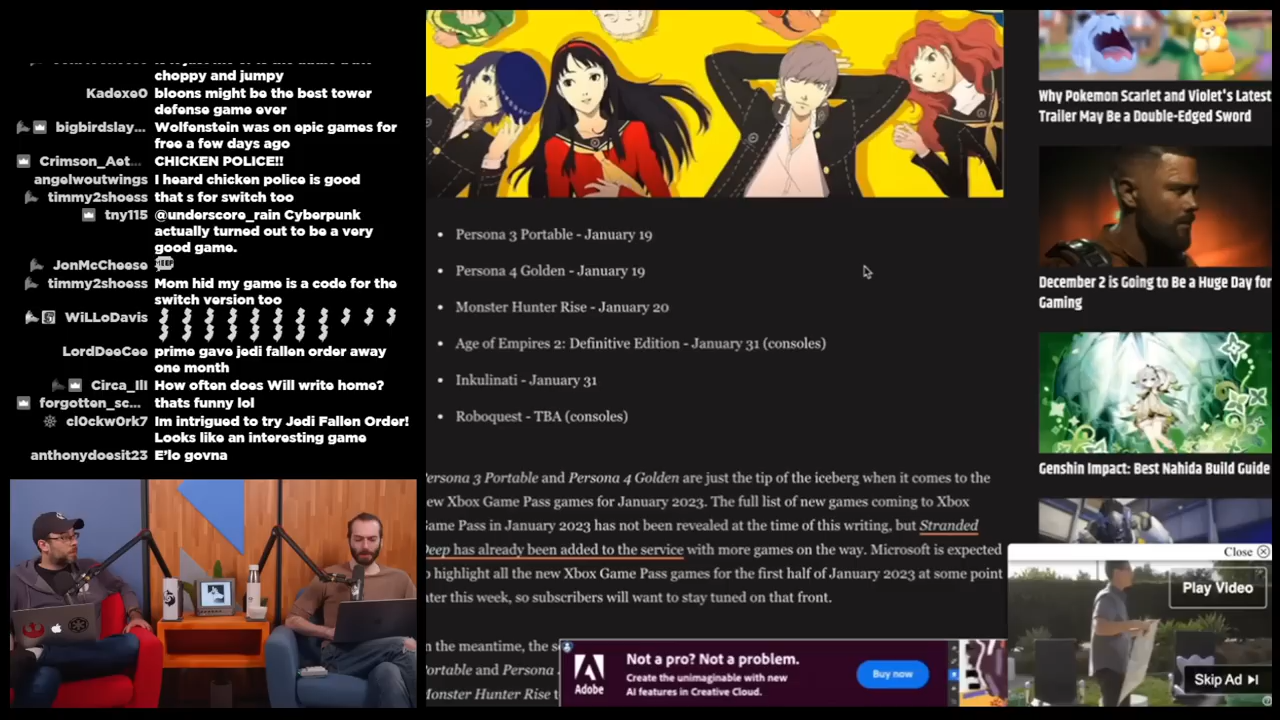 choppy and jumpy
Kadexe0 bloons might be the best tower
defense game ever
bigbirdslay... Wolfenstein was on epic games for
free a few days ago
Crimson_Aet... CHICKEN POLICE!!
angelwoutwings I heard chicken police is good
timmy2shoess that s for switch too
tny115 @underscore_rain Cyberpunk
actually turned out to be a very
good game.
JonMcCheese
timmy2shoess Mom hid my game is a code for the
switch version too
WiLLoDavis
LordDeeCee prime gave jedi fallen order away
one month
Circa_Ill How often does Will write home?
forgotten_sc... thats funny lol
cl0ckw0rk7 Im intrigued to try Jedi Fallen Order!
Looks like an interesting game
anthonydoesit23 E'lo govna
• Persona 3 Portable - January 19
• Persona 4 Golden - January 19
• Monster Hunter Rise - January 20
• Age of Empires 2: Definitive Edition - January 31 (consoles)
• Inkulinati - January 31
• Roboquest - TBA (consoles)
ersona 3 Portable and Persona 4 Golden are just the tip of the iceberg when it comes to the
ew Xbox Game Pass games for January 2023. The full list of new games coming to Xbox
ame Pass in January 2023 has not been revealed at the time of this writing, but Stranded
eep has already been added to the service with more games on the way. Microsoft is expected
o highlight all the new Xbox Game Pass games for the first half of January 2023 at some point
ater this week, so subscribers will want to stay tuned on that front.
n the meantime, the s
ortable and Persona
Monster Hunter Rise t
Why Pokemon Scarlet and Violet's Latest
Trailer May Be a Double-Edged Sword
December 2 is Going to Be a Huge Day for
Gaming
Genshin Impact: Best Nahida Build Guide
Close
Play Video
Skip Ad
Adobe
Not a pro? Not a problem.
Create the unimaginable with new
AI features in Creative Cloud.
Buy now